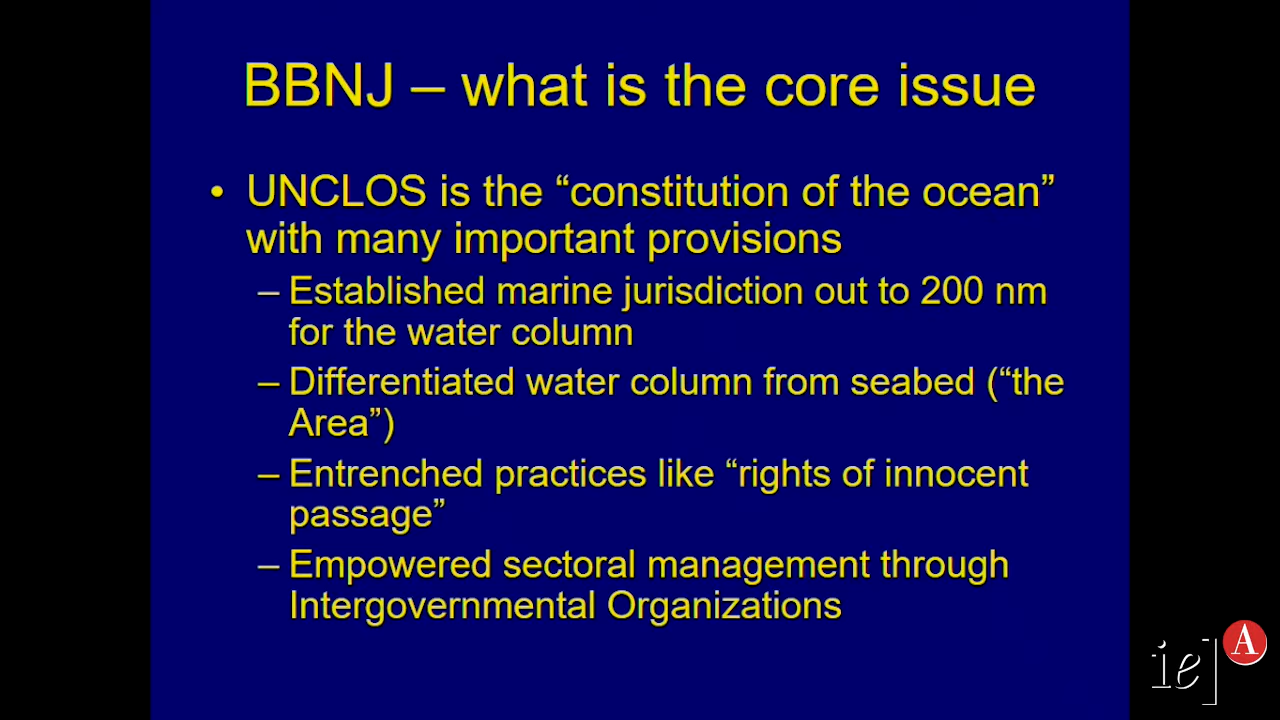 BBNJ – what is the core issue
• UNCLOS is the “constitution of the ocean”
with many important provisions
– Established marine jurisdiction out to 200 nm
for the water column
– Differentiated water column from seabed (“the
Area”)
– Entrenched practices like “rights of innocent
passage”
– Empowered sectoral management through
Intergovernmental Organizations
ie]
A